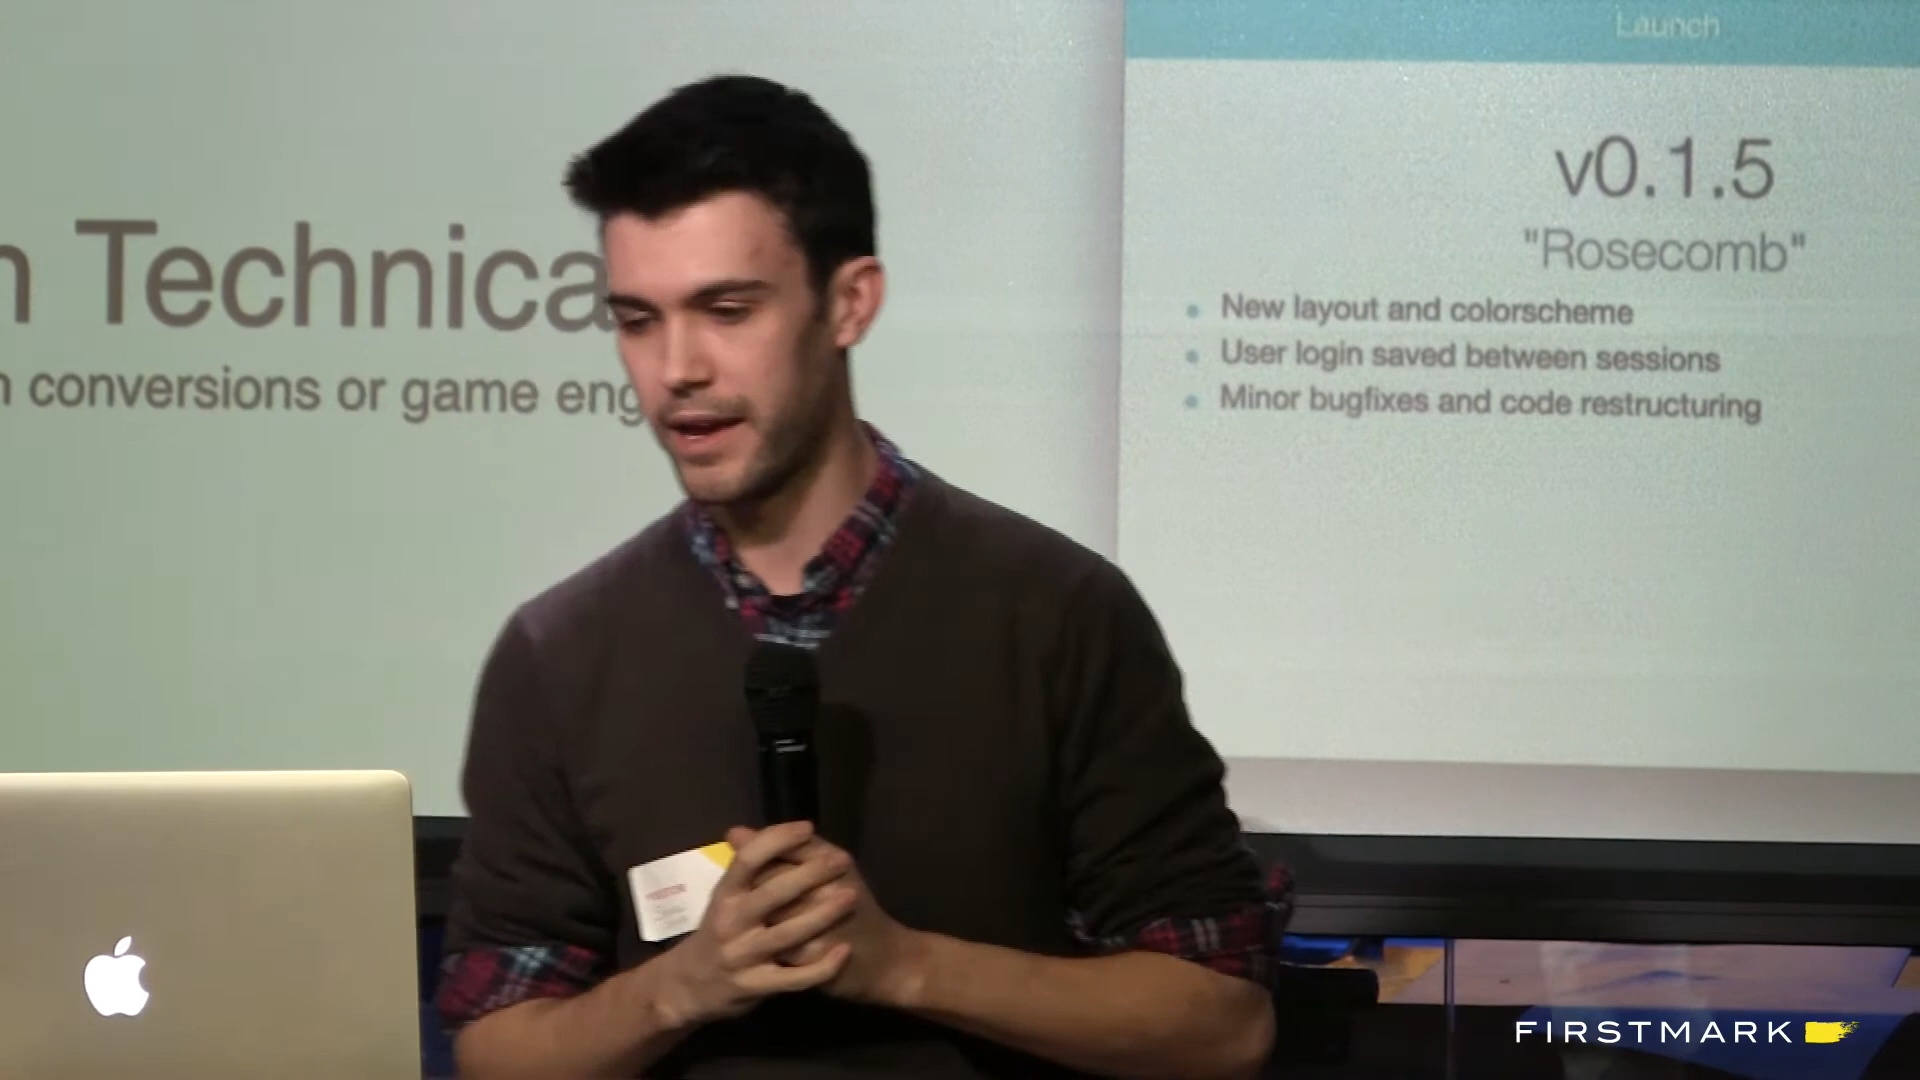 n Technica
n conversions or game eng
Launch
v0.1.5
"Rosecomb"
New layout and colorscheme
User login saved between sessions
Minor bugfixes and code restructuring
FIRSTMARK